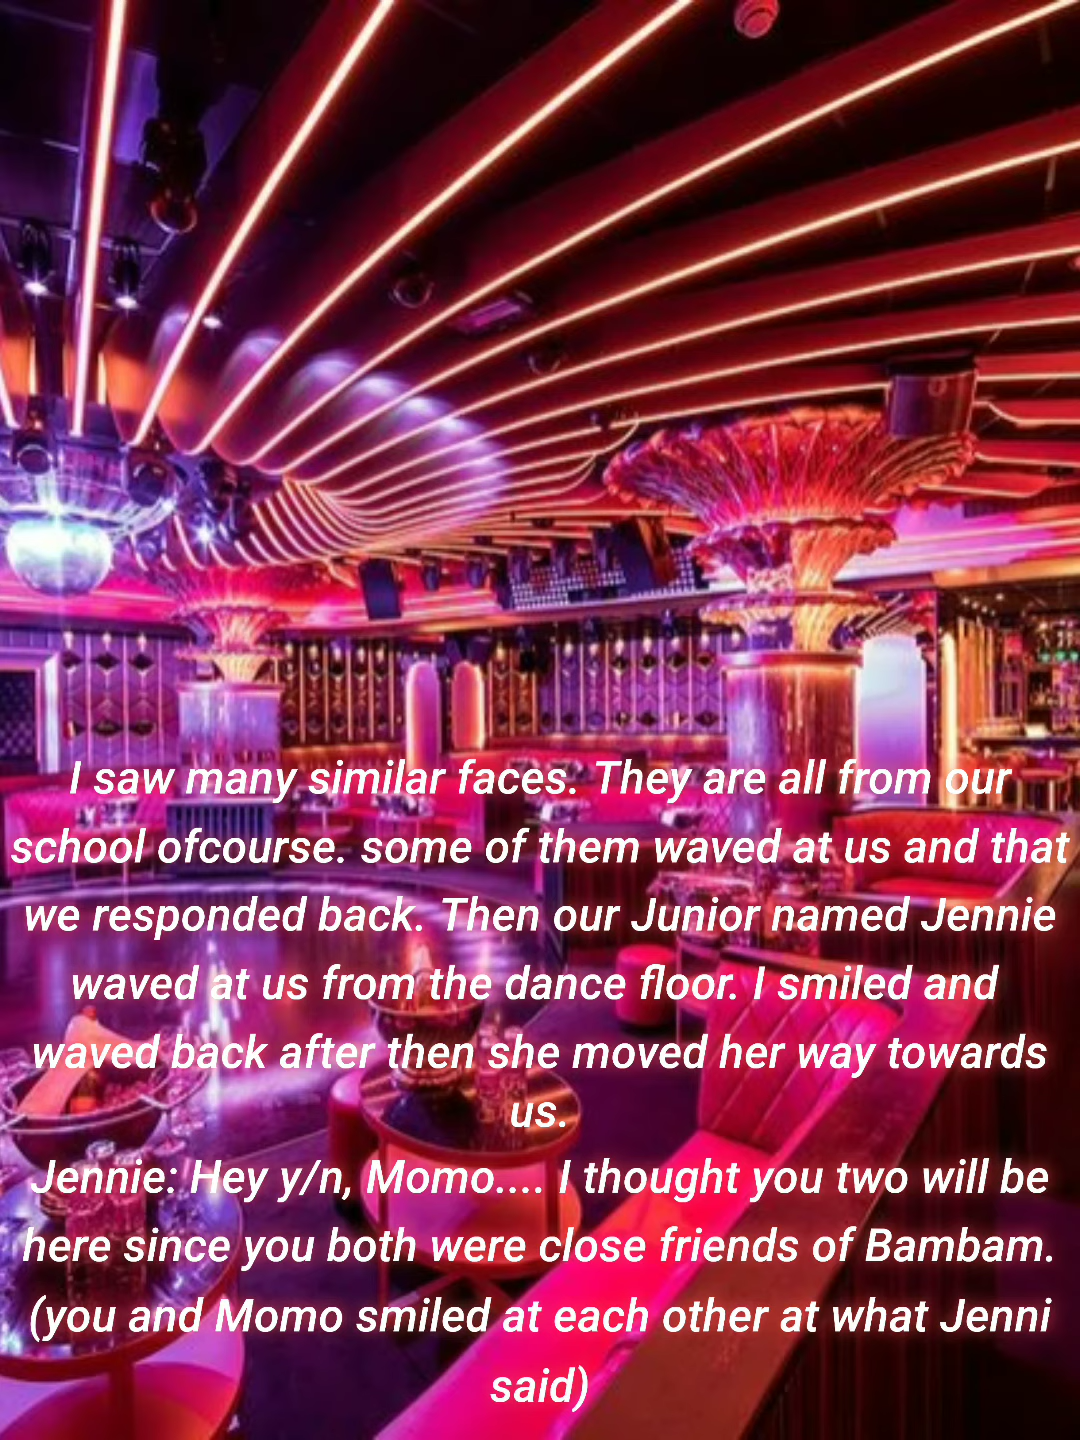 I saw many similar faces. They are all from our
school ofcourse. some of them waved at us and that
we responded back. Then our Junior named Jennie
waved at us from the dance floor. I smiled and
waved back after then she moved her way towards
us.
Jennie: Hey y/n, Momo.... I thought you two will be
here since you both were close friends of Bambam.
(you and Momo smiled at each other at what Jenni
said)